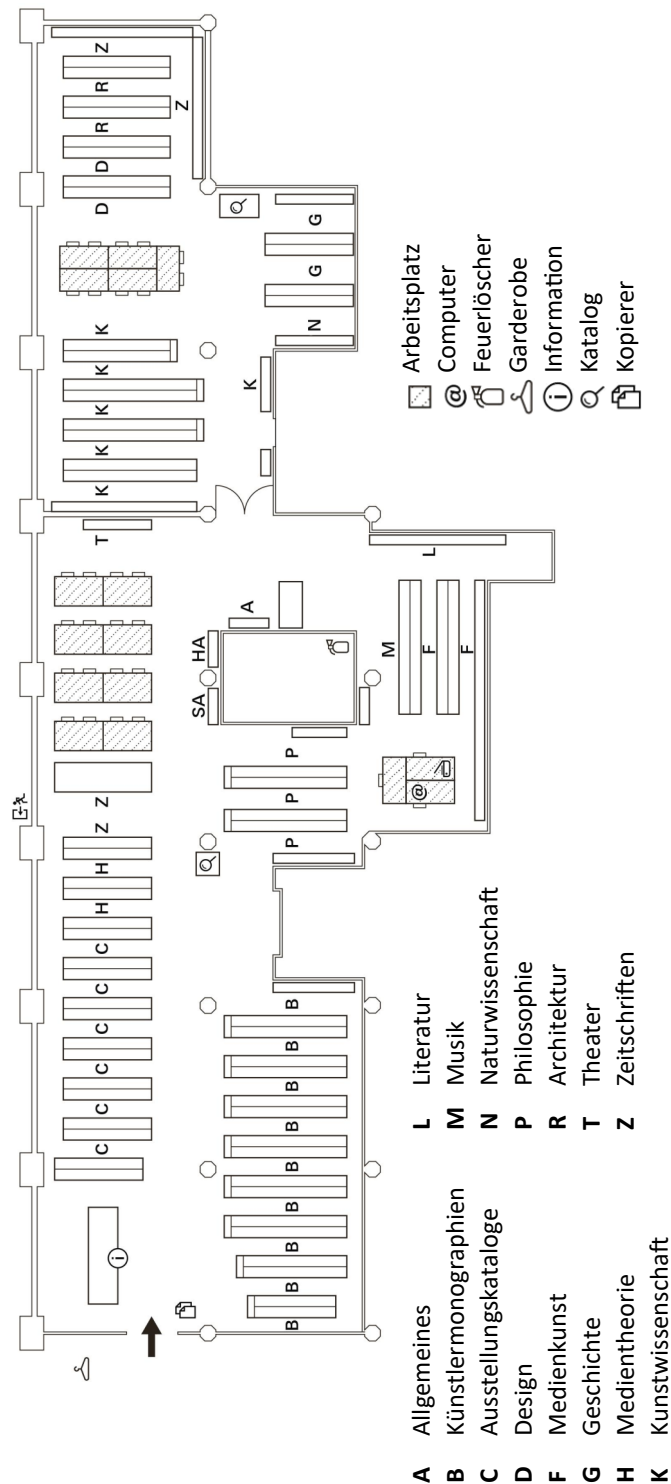 C C C C C C H H Z Z T K K K K K D D R R Z
Z
SA HA A K
B B B B B B B B B P P P N G G
M L
@ F
F
A Allgemeines
B Künstlermonographien
C Ausstellungskataloge
D Design
F Medienkunst
G Geschichte
H Medientheorie
K Kunstwissenschaft
L Literatur
M Musik
N Naturwissenschaft
P Philosophie
R Architektur
T Theater
Z Zeitschriften
Arbeitsplatz
@ Computer
Feuerlöscher
Garderobe
i Information
Katalog
Kopierer